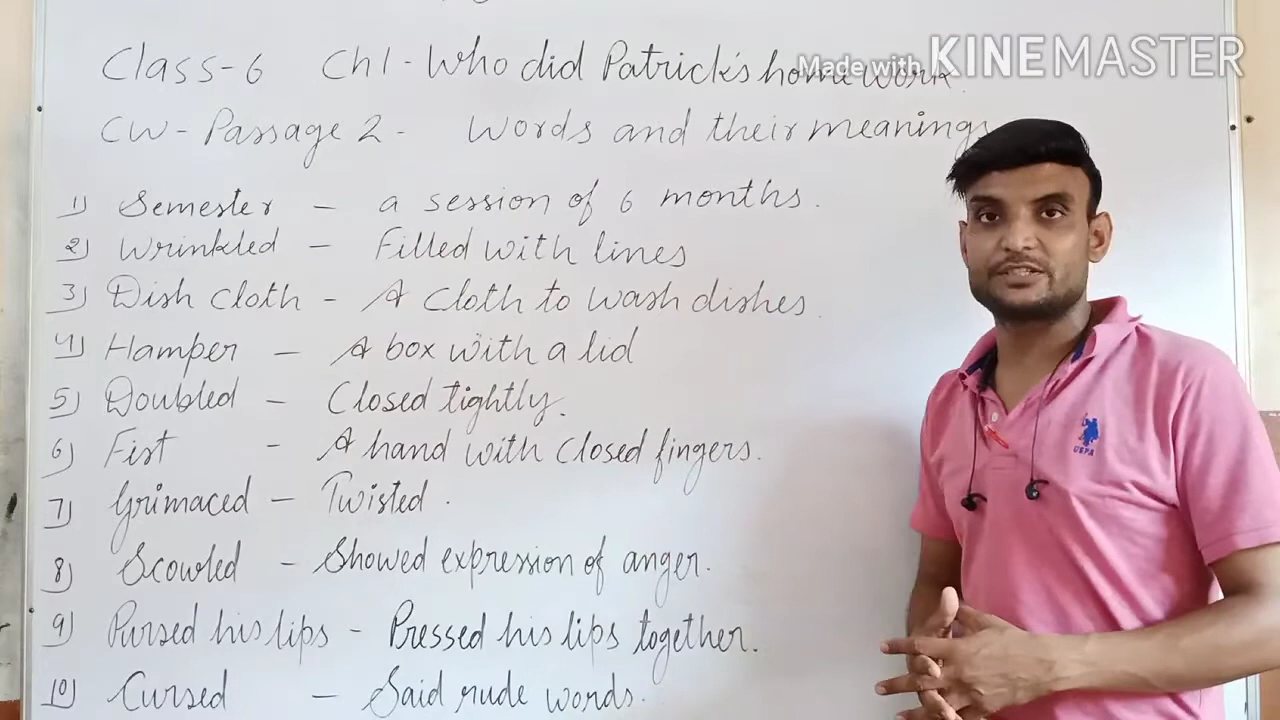 Class-6 Ch1-Who did Patrick's home work.
Made with KINEMASTER
CW-Passage 2- Words and their meanings
1) Semester - a session of 6 months.
2) Wrinkled - Filled with lines
3) Dish cloth - A cloth to wash dishes.
4) Hamper - A box with a lid
5) Doubled - Closed tightly.
6) Fist - A hand with closed fingers.
7) Grimaced - Twisted.
8) Scowled - Showed expression of anger.
9) Pursed his lips - Pressed his lips together.
10) Cursed - Said rude words.
USPA